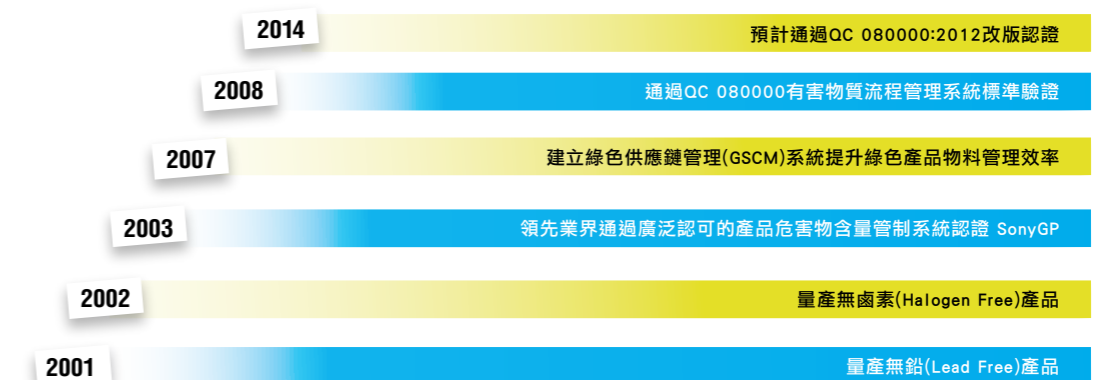 2014
預計通過QC 080000:2012改版認證
2008
通過QC 080000有害物質流程管理系統標準驗證
2007
建立綠色供應鏈管理(GSCM)系統提升綠色產品物料管理效率
2003
領先業界通過廣泛認可的產品危害物含量管制系統認證 SonyGP
2002
量產無鹵素(Halogen Free)產品
2001
量產無鉛(Lead Free)產品